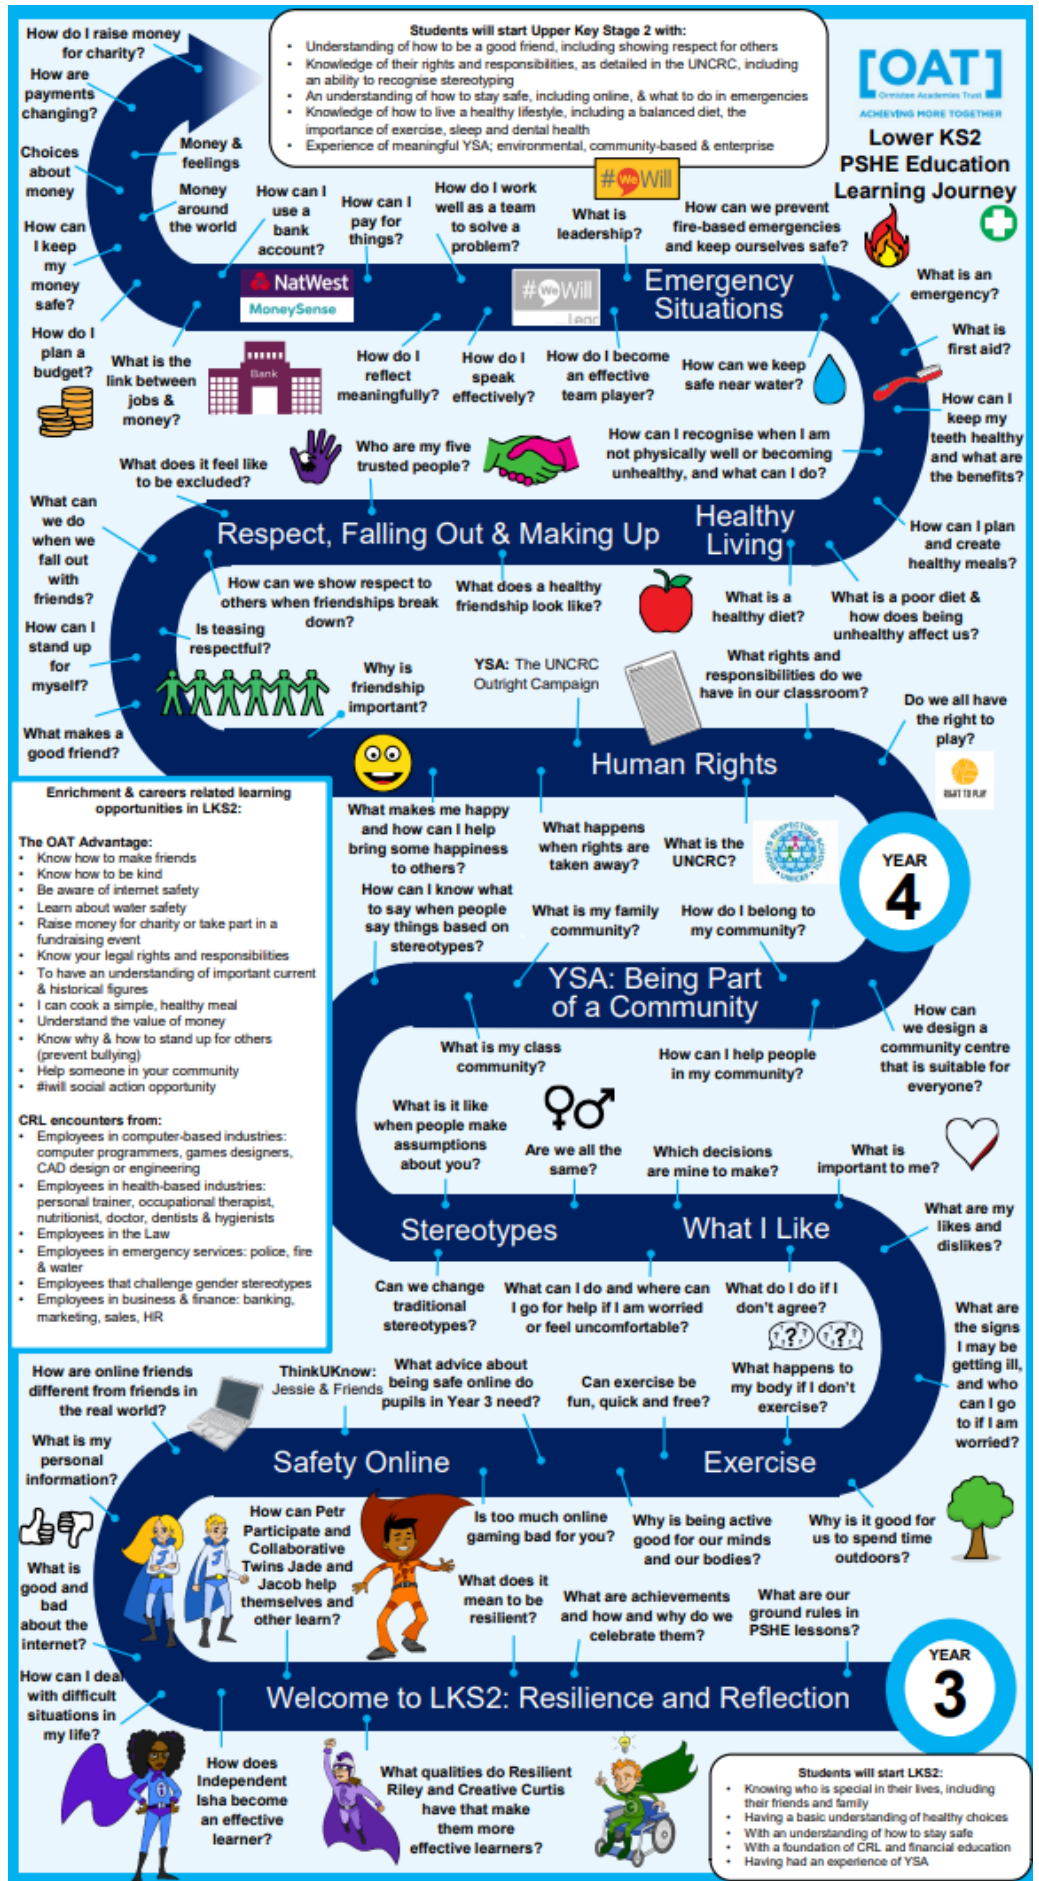 How do I raise money
for charity?
How are
payments
changing?
Choices
about
money
How can
I keep
my
money
safe?
How do I
plan a
budget?
Money &
feelings
Money
around
the world
Students will start Upper Key Stage 2 with:
• Understanding of how to be a good friend, including showing respect for others
• Knowledge of their rights and responsibilities, as detailed in the UNCRC, including
an ability to recognise stereotyping
• An understanding of how to stay safe, including online, & what to do in emergencies
• Knowledge of how to live a healthy lifestyle, including a balanced diet, the
importance of exercise, sleep and dental health
• Experience of meaningful YSA; environmental, community-based & enterprise
[OAT]
Ormiston Academies Trust
ACHIEVING MORE TOGETHER
Lower KS2
PSHE Education
Learning Journey
#WeWill
How can I
use a
bank
account?
How can I
pay for
things?
How do I work
well as a team
to solve a
problem?
What is
leadership?
How can we prevent
fire-based emergencies
and keep ourselves safe?
What is an
emergency?
What is
first aid?
NatWest
MoneySense
#WeWill
Emergency
Situations
What is the
link between
jobs &
money?
Bank
How do I
reflect
meaningfully?
How do I
speak
effectively?
How do I become
an effective
team player?
How can we keep
safe near water?
How can I
keep my
teeth healthy
and what are
the benefits?
What does it feel like
to be excluded?
Who are my five
trusted people?
How can I recognise when I am
not physically well or becoming
unhealthy, and what can I do?
What can
we do
when we
fall out
with
friends?
Respect, Falling Out & Making Up
Healthy
Living
How can I plan
and create
healthy meals?
How can we show respect to
others when friendships break
down?
What does a healthy
friendship look like?
What is a
healthy diet?
What is a poor diet &
how does being
unhealthy affect us?
How can I
stand up
for
myself?
Is teasing
respectful?
Why is
friendship
important?
YSA: The UNCRC
Outright Campaign
What rights and
responsibilities do we
have in our classroom?
Do we all have
the right to
play?
What makes a
good friend?
Human Rights
RIGHT TO PLAY
What makes me happy
and how can I help
bring some happiness
to others?
What happens
when rights are
taken away?
What is the
UNCRC?
RIGHTS RESPECTING SCHOOLS
UNICEF
YEAR
4
Enrichment & careers related learning
opportunities in LKS2:
The OAT Advantage:
• Know how to make friends
• Know how to be kind
• Be aware of internet safety
• Learn about water safety
• Raise money for charity or take part in a
fundraising event
• Know your legal rights and responsibilities
• To have an understanding of important current
& historical figures
• I can cook a simple, healthy meal
• Understand the value of money
• Know why & how to stand up for others
(prevent bullying)
• Help someone in your community
• #iwill social action opportunity
CRL encounters from:
• Employees in computer-based industries:
computer programmers, games designers,
CAD design or engineering
• Employees in health-based industries:
personal trainer, occupational therapist,
nutritionist, doctor, dentists & hygienists
• Employees in the Law
• Employees in emergency services: police, fire
& water
• Employees that challenge gender stereotypes
• Employees in business & finance: banking,
marketing, sales, HR
How can I know what
to say when people
say things based on
stereotypes?
What is my family
community?
How do I belong to
my community?
YSA: Being Part
of a Community
How can
we design a
community centre
that is suitable for
everyone?
What is my class
community?
How can I help people
in my community?
What is it like
when people make
assumptions
about you?
Are we all the
same?
Which decisions
are mine to make?
What is
important to me?
Stereotypes
What I Like
What are my
likes and
dislikes?
Can we change
traditional
stereotypes?
What can I do and where can
I go for help if I am worried
or feel uncomfortable?
What do I do if I
don't agree?
What are
the signs
I may be
getting ill,
and who
can I go
to if I am
worried?
How are online friends
different from friends in
the real world?
ThinkUKnow:
Jessie & Friends
What advice about
being safe online do
pupils in Year 3 need?
Can exercise be
fun, quick and free?
What happens to
my body if I don't
exercise?
What is my
personal
information?
Safety Online
Exercise
How can Petr
Participate and
Collaborative
Twins Jade and
Jacob help
themselves and
other learn?
Is too much online
gaming bad for you?
Why is being active
good for our minds
and our bodies?
Why is it good for
us to spend time
outdoors?
What is
good and
bad
about the
internet?
What does it
mean to be
resilient?
What are achievements
and how and why do we
celebrate them?
What are our
ground rules in
PSHE lessons?
How can I deal
with difficult
situations in
my life?
Welcome to LKS2: Resilience and Reflection
YEAR
3
How does
Independent
Isha become
an effective
learner?
What qualities do Resilient
Riley and Creative Curtis
have that make
them more
effective learners?
Students will start LKS2:
• Knowing who is special in their lives, including
their friends and family
• Having a basic understanding of healthy choices
• With an understanding of how to stay safe
• With a foundation of CRL and financial education
• Having had an experience of YSA